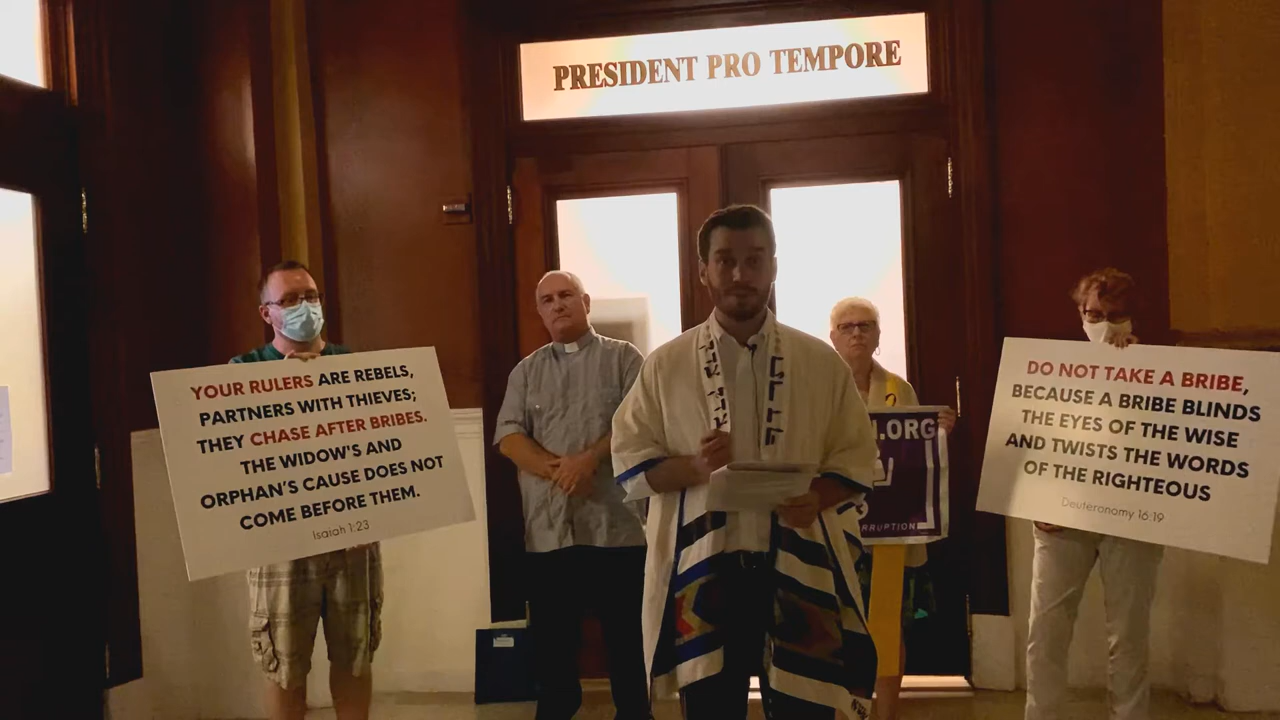 PRESIDENT PRO TEMPORE
YOUR RULERS ARE REBELS,
PARTNERS WITH THIEVES;
THEY CHASE AFTER BRIBES.
THE WIDOW'S AND
ORPHAN'S CAUSE DOES NOT
COME BEFORE THEM.
Isaiah 1:23
.ORG
DO NOT TAKE A BRIBE,
BECAUSE A BRIBE BLINDS
THE EYES OF THE WISE
AND TWISTS THE WORDS
OF THE RIGHTEOUS
Deuteronomy 16:19